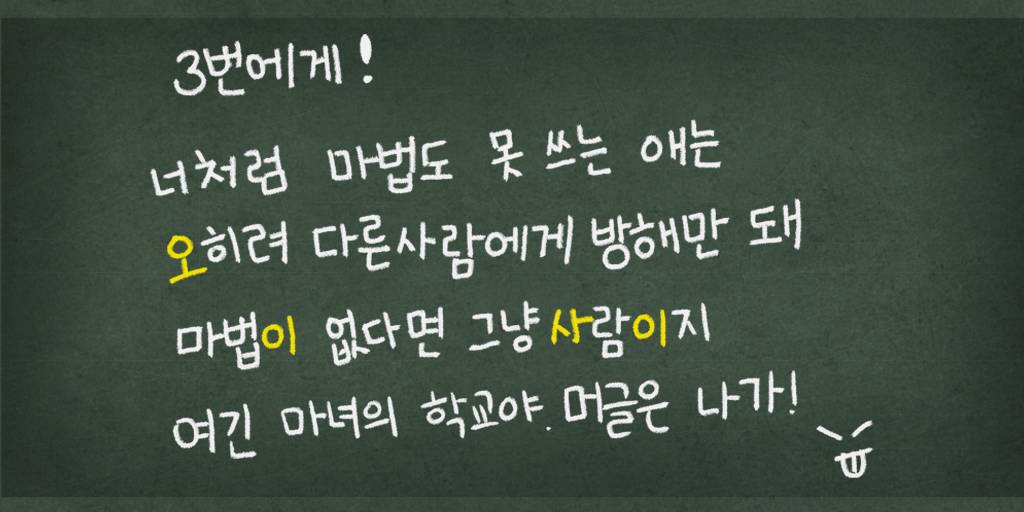 3번에게!
너처럼 마법도 못 쓰는 애는
오히려 다른사람에게 방해만 돼
마법이 없다면 그냥 사람이지
여긴 마녀의 학교야. 머글은 나가!